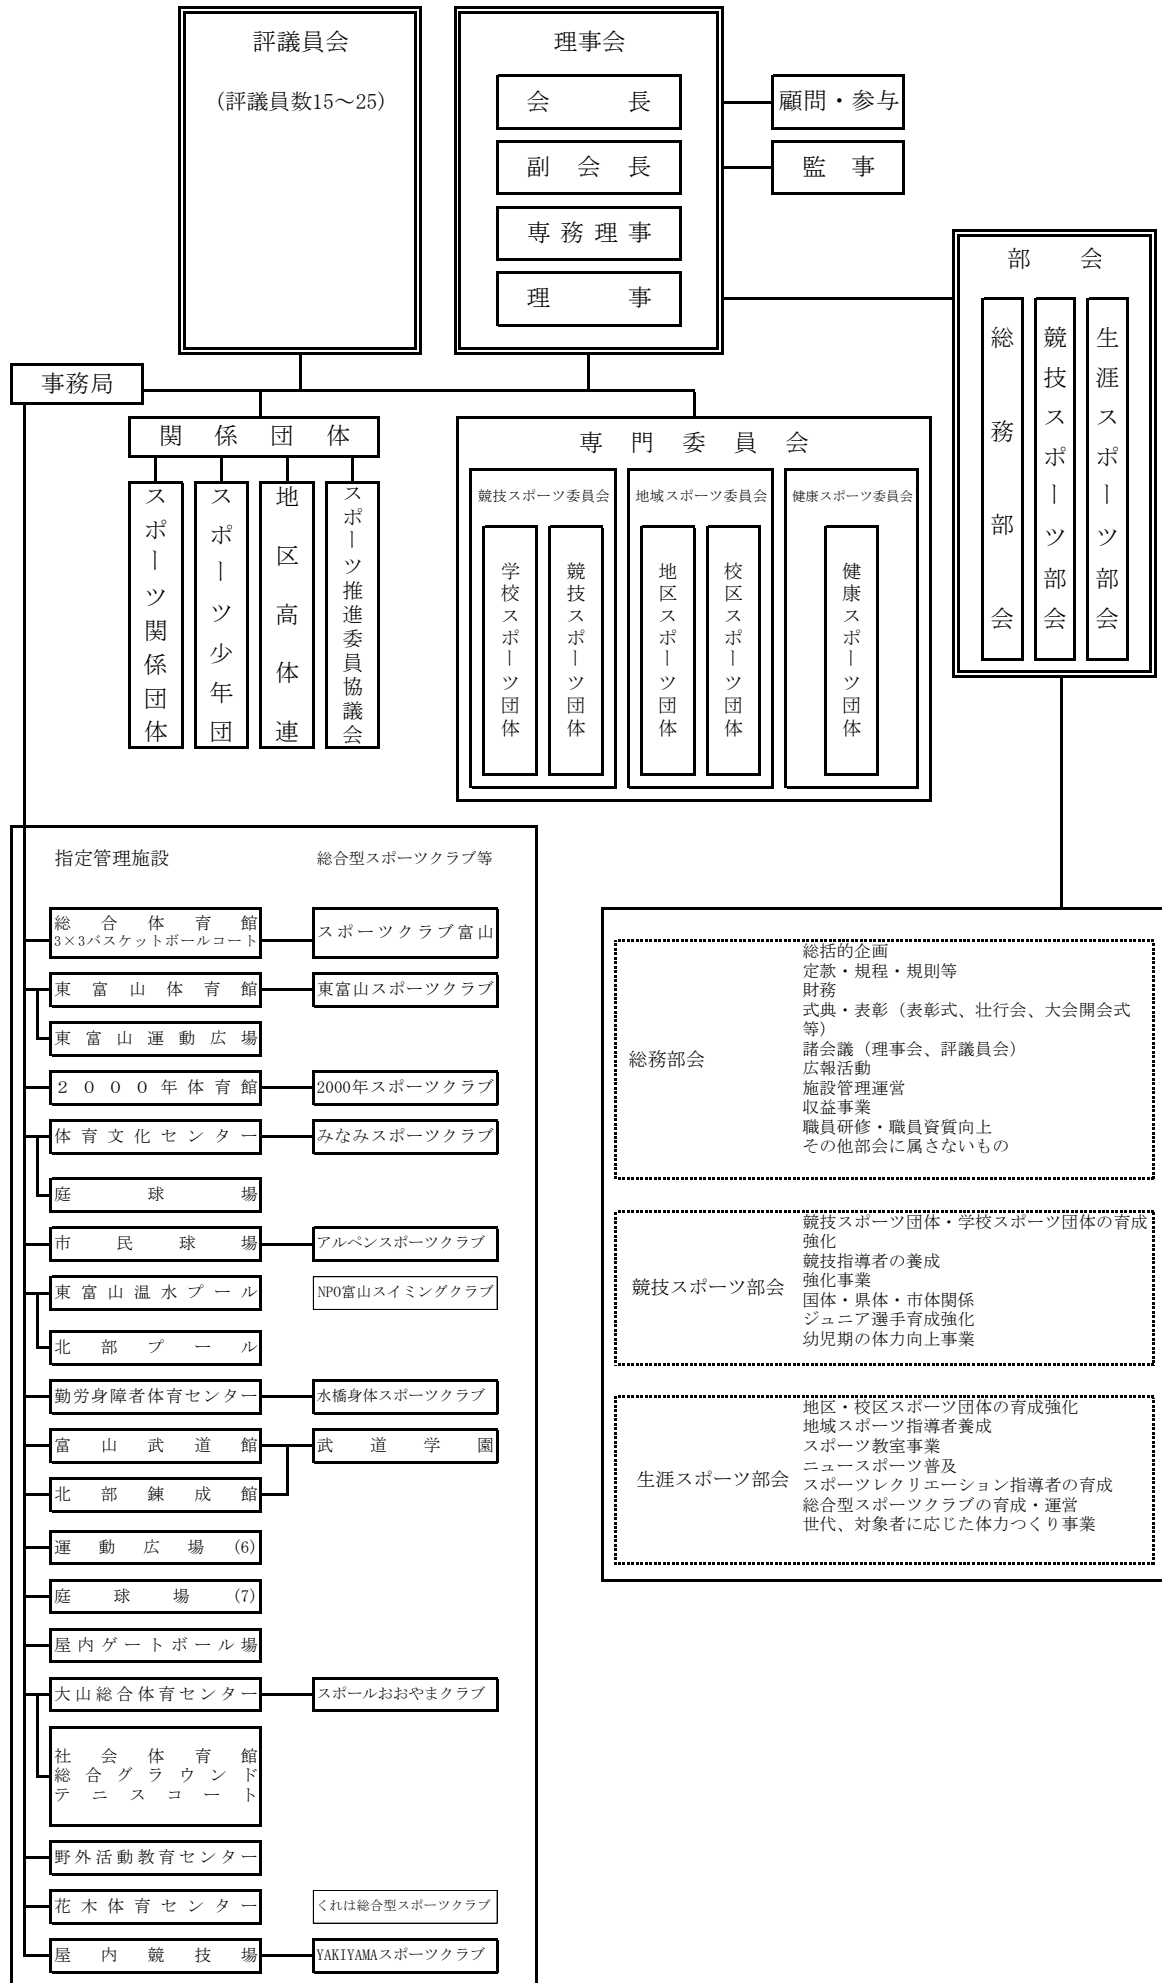 評議員会
(評議員数15～25)
理事会
会長
副会長
専務理事
理事
顧問・参与
監事
部会
総務部会
競技スポーツ部会
生涯スポーツ部会
事務局
関係団体
スポーツ関係団体
スポーツ少年団
地区高体連
スポーツ推進委員協議会
専門委員会
競技スポーツ委員会
学校スポーツ団体
競技スポーツ団体
地域スポーツ委員会
地区スポーツ団体
校区スポーツ団体
健康スポーツ委員会
健康スポーツ団体
指定管理施設
総合型スポーツクラブ等
総合体育館
3×3バスケットボールコート
スポーツクラブ富山
東富山体育館
東富山スポーツクラブ
東富山運動広場
２０００年体育館
2000年スポーツクラブ
体育文化センター
みなみスポーツクラブ
庭球場
市民球場
アルペンスポーツクラブ
東富山温水プール
NPO富山スイミングクラブ
北部プール
勤労身障者体育センター
水橋身体スポーツクラブ
富山武道館
武道学園
北部錬成館
運動広場(6)
庭球場(7)
屋内ゲートボール場
大山総合体育センター
スポールおおやまクラブ
社会体育館
総合グラウンド
テニスコート
野外活動教育センター
花木体育センター
くれは総合型スポーツクラブ
屋内競技場
YAKIYAMAスポーツクラブ
総務部会
総括的企画
定款・規程・規則等
財務
式典・表彰（表彰式、壮行会、大会開会式
等）
諸会議（理事会、評議員会）
広報活動
施設管理運営
収益事業
職員研修・職員資質向上
その他部会に属さないもの
競技スポーツ部会
競技スポーツ団体・学校スポーツ団体の育成
強化
競技指導者の養成
強化事業
国体・県体・市体関係
ジュニア選手育成強化
幼児期の体力向上事業
生涯スポーツ部会
地区・校区スポーツ団体の育成強化
地域スポーツ指導者養成
スポーツ教室事業
ニュースポーツ普及
スポーツレクリエーション指導者の育成
総合型スポーツクラブの育成・運営
世代、対象者に応じた体力つくり事業